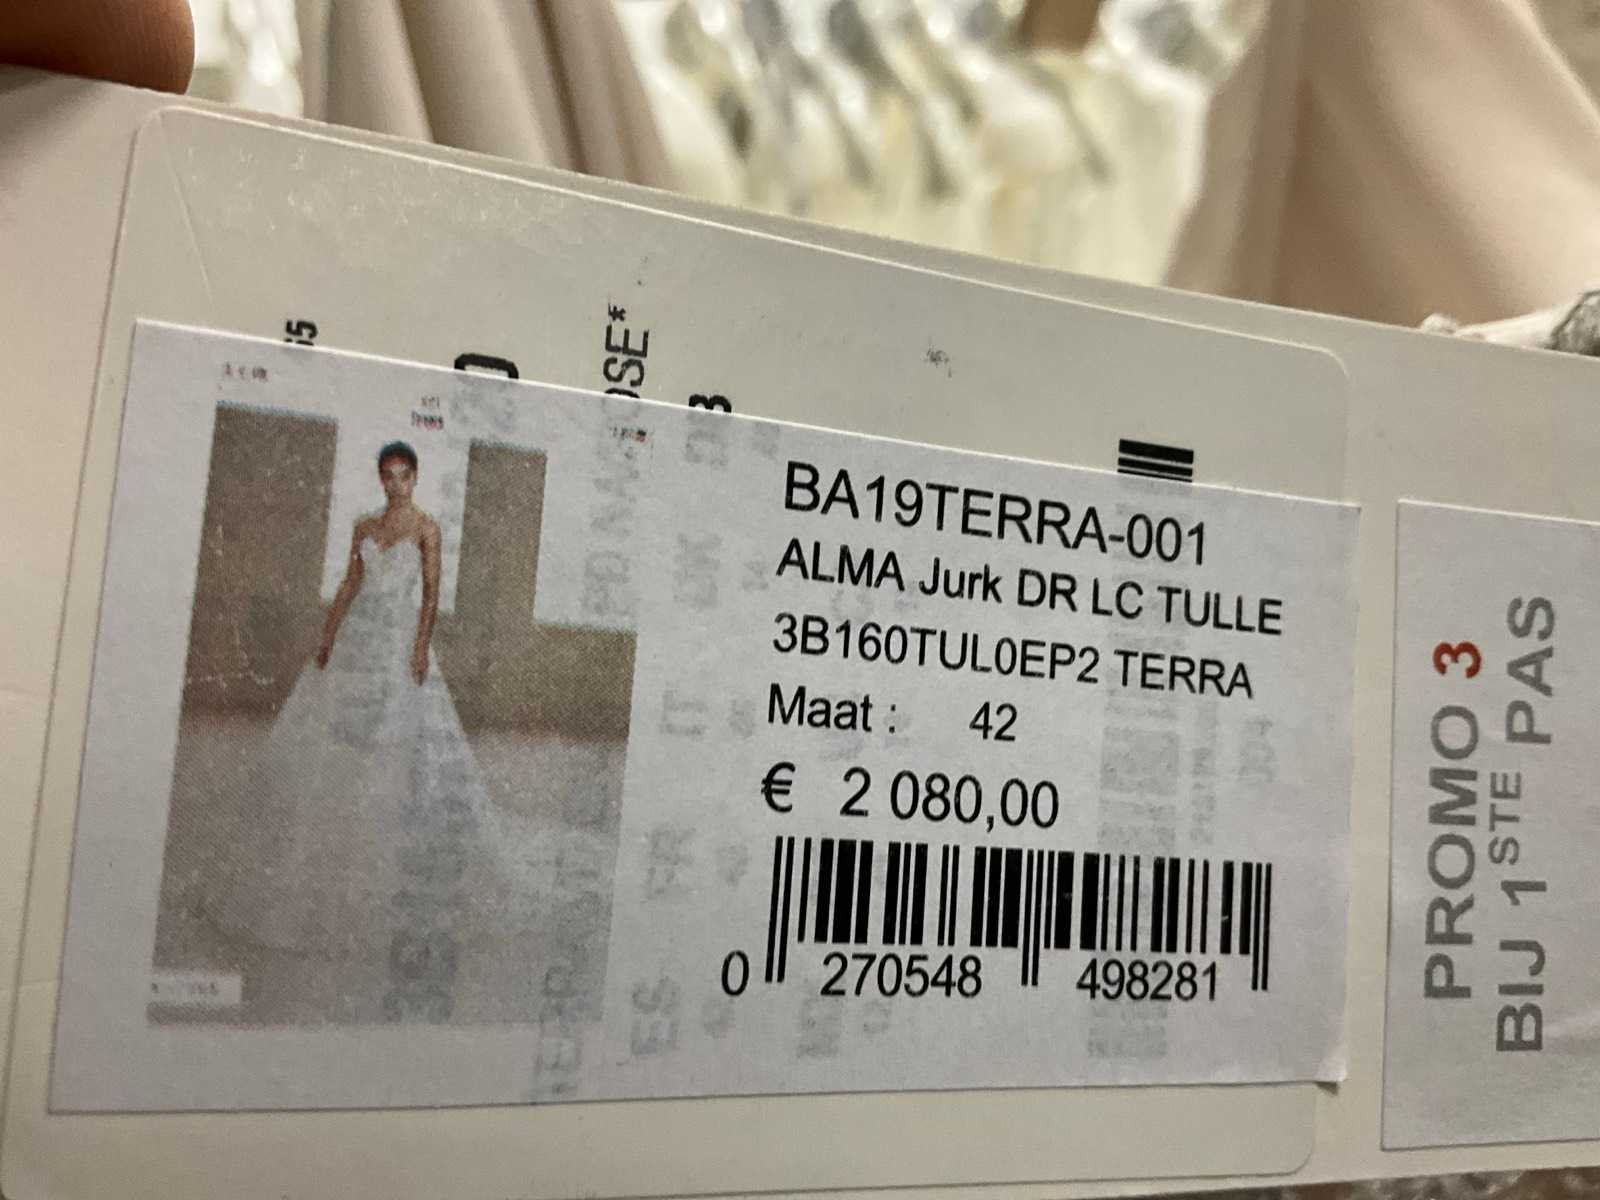 BA19TERRA-001
ALMA Jurk DR LC TULLE
3B160TUL0EP2 TERRA
Maat : 42
€ 2 080,00
0 270548 498281
PROMO 3
BIJ 1STE PAS